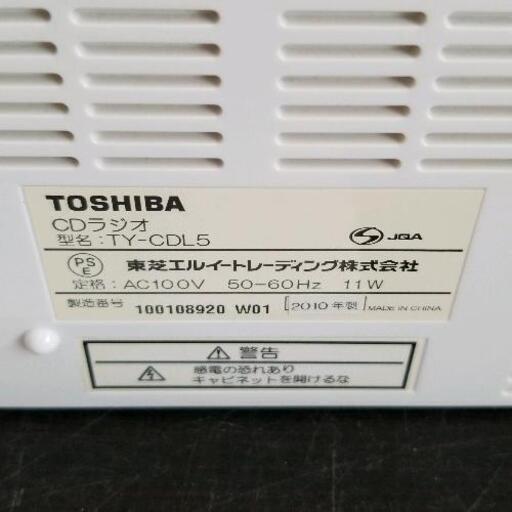 TOSHIBA
CDラジオ
型名：TY-CDL5
JQA
PSE
東芝エルイートレーディング株式会社
定格：AC100V 50-60Hz 11W
製造番号 100108920 W01 [2010年製] MADE IN CHINA
警告
感電の恐れあり
キャビネットを開けるな